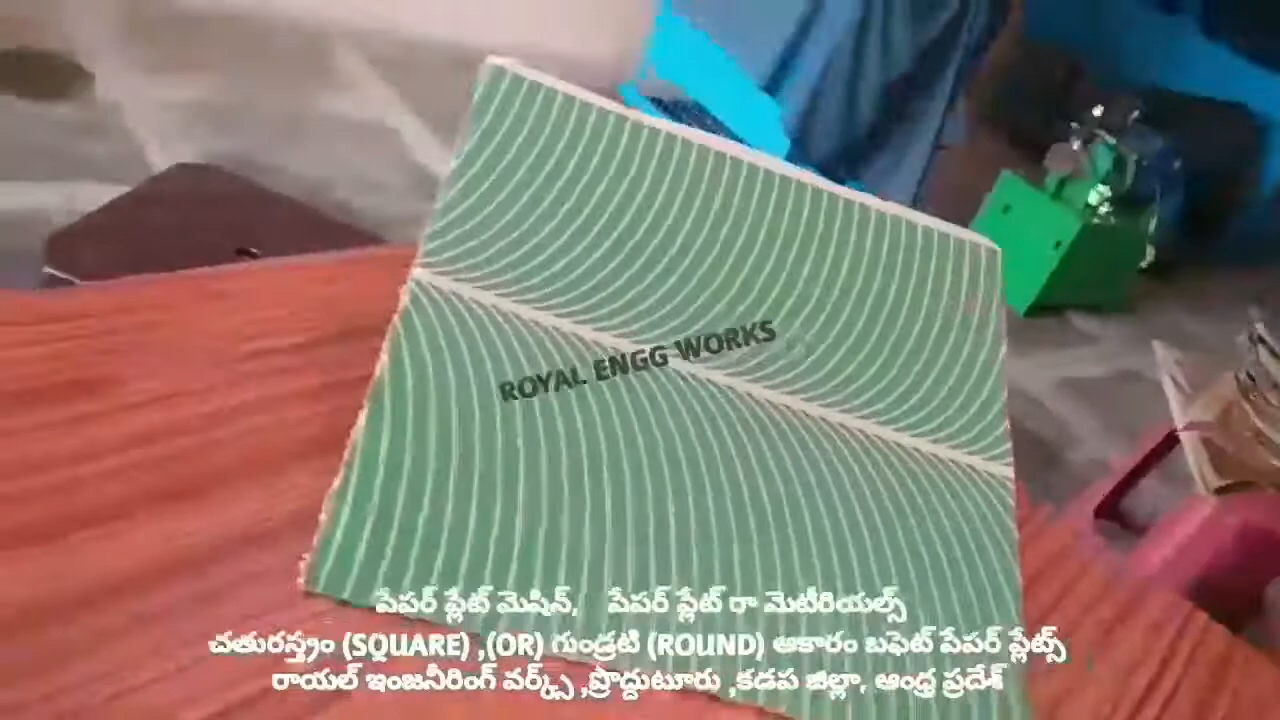 ROYAL ENGG WORKS
పేపర్ ప్లేట్ మెషిన్, పేపర్ ప్లేట్ రా మెటీరియల్స్
చతురస్త్రం (SQUARE) ,(OR) గుండ్రటి (ROUND) ఆకారం బఫెట్ పేపర్ ప్లేట్స్
రాయల్ ఇంజనీరింగ్ వర్క్స్ ,ప్రొద్దుటూరు ,కడప జిల్లా, ఆంధ్ర ప్రదేశ్